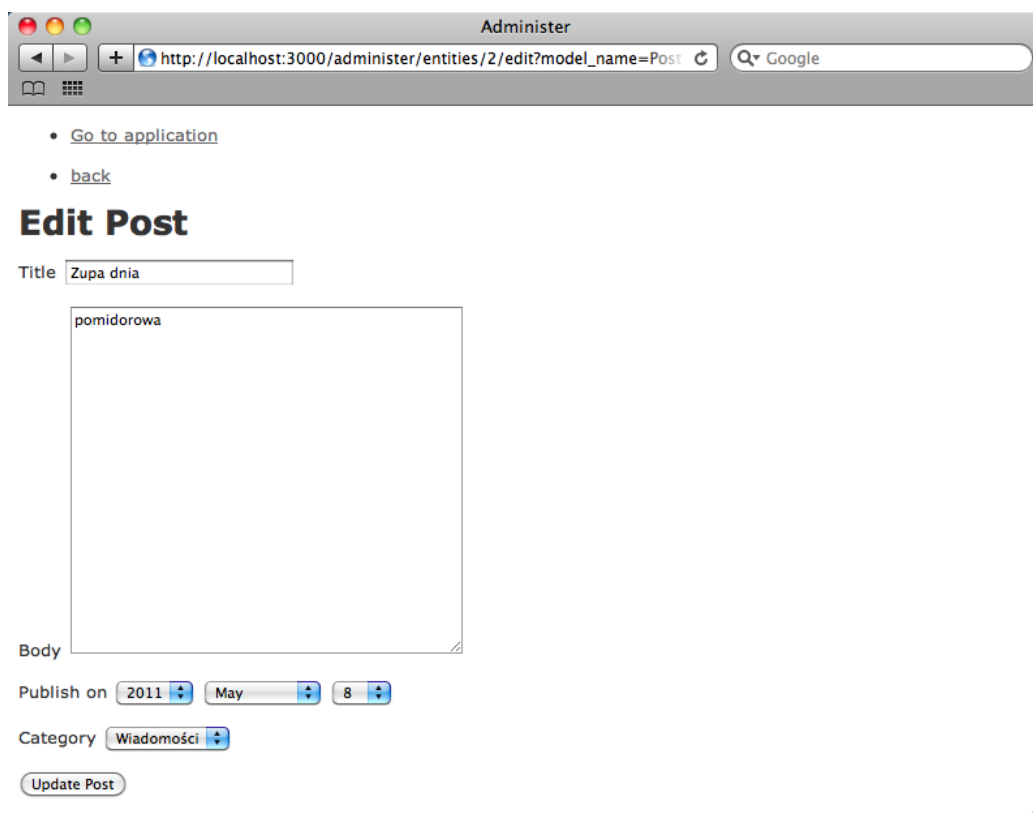 Administer
http://localhost:3000/administer/entities/2/edit?model_name=Post
Google
Go to application
back
Edit Post
Title Zupa dnia
pomidorowa
Body
Publish on 2011 May 8
Category Wiadomości
Update Post